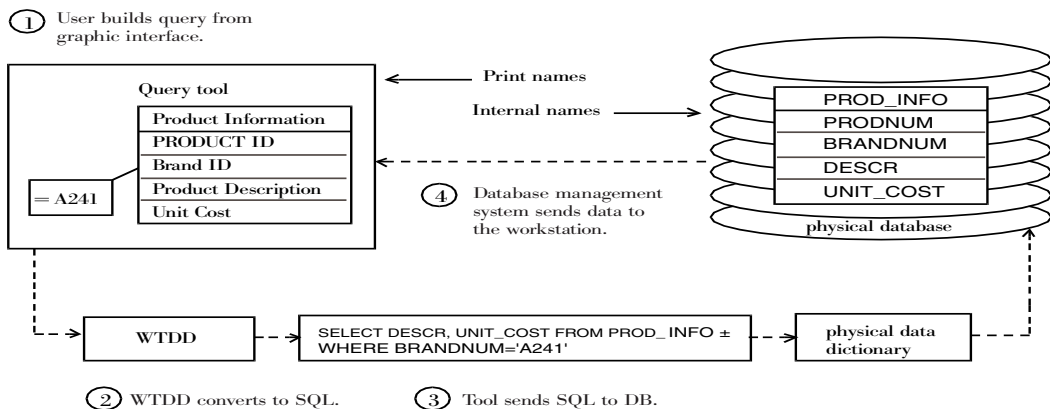 1 User builds query from
graphic interface.
Query tool
Product Information
PRODUCT ID
Brand ID
Product Description
Unit Cost
= A241
Print names
Internal names
PROD_INFO
PRODNUM
BRANDNUM
DESCR
UNIT_COST
physical database
4 Database management
system sends data to
the workstation.
WTDD
SELECT DESCR, UNIT_COST FROM PROD_ INFO ±
WHERE BRANDNUM='A241'
physical data
dictionary
2 WTDD converts to SQL.
3 Tool sends SQL to DB.